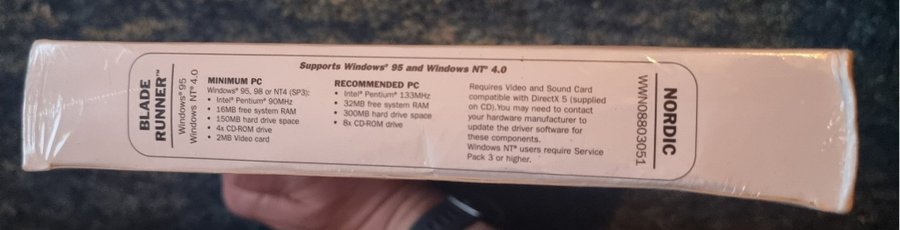 Supports Windows® 95 and Windows NT® 4.0
BLADE
RUNNER™
Windows® 95
Windows NT® 4.0
MINIMUM PC
Windows® 95, 98 or NT4 (SP3):
• Intel® Pentium® 90MHz
• 16MB free system RAM
• 150MB hard drive space
• 4x CD-ROM drive
• 2MB Video card
RECOMMENDED PC
• Intel® Pentium® 133MHz
• 32MB free system RAM
• 300MB hard drive space
• 8x CD-ROM drive
Requires Video and Sound Card
compatible with DirectX 5 (supplied
on CD).You may need to contact
your hardware manufacturer to
update the driver software for
these components.
Windows NT® users require Service
Pack 3 or higher.
NORDIC
WWN08803051